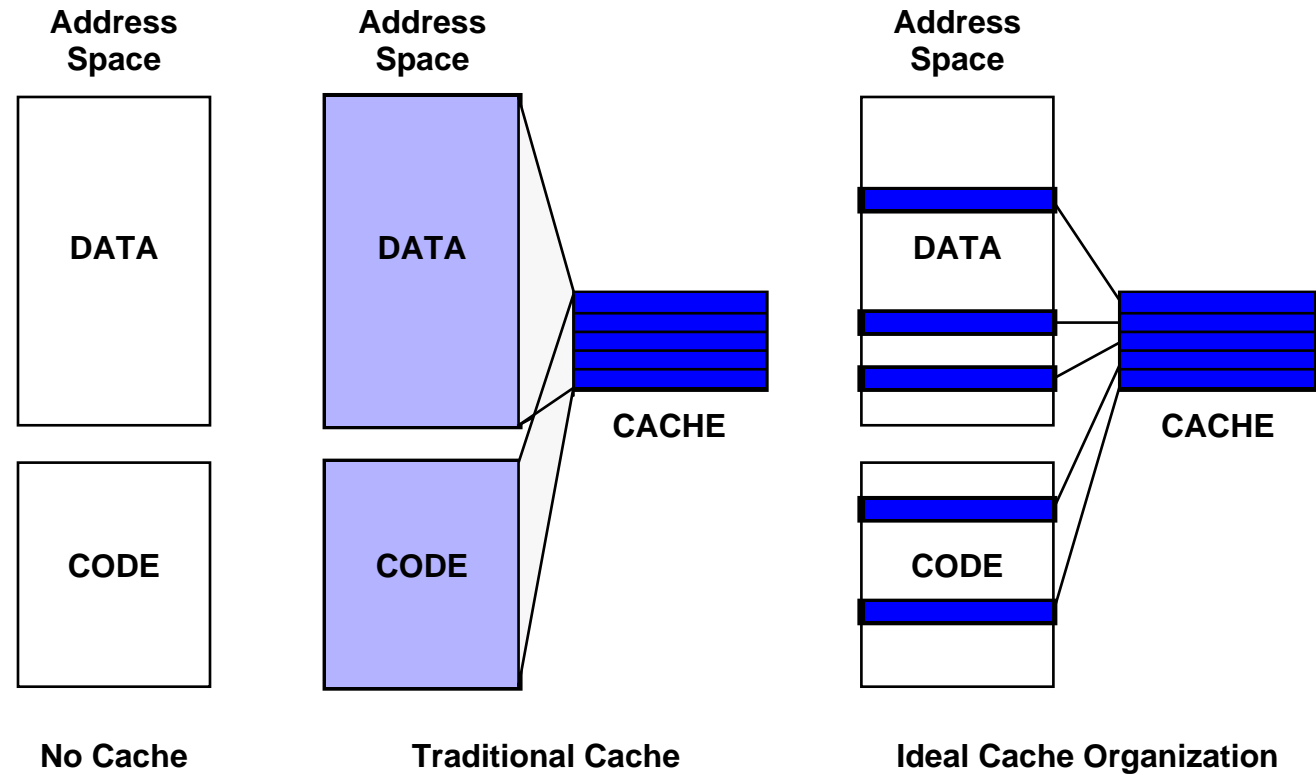 Address
Space
Address
Space
Address
Space
DATA
DATA
DATA
CACHE
CACHE
CODE
CODE
CODE
No Cache
Traditional Cache
Ideal Cache Organization